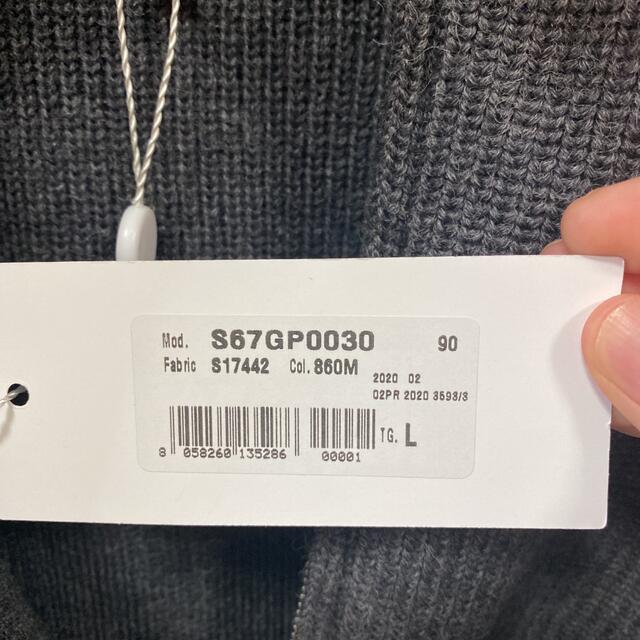 Mod. S67GP0030 90
Fabric S17442 Col. 860M
2020 02
02PR 2020 3593/3
TG. L
8 058260 135286 00001